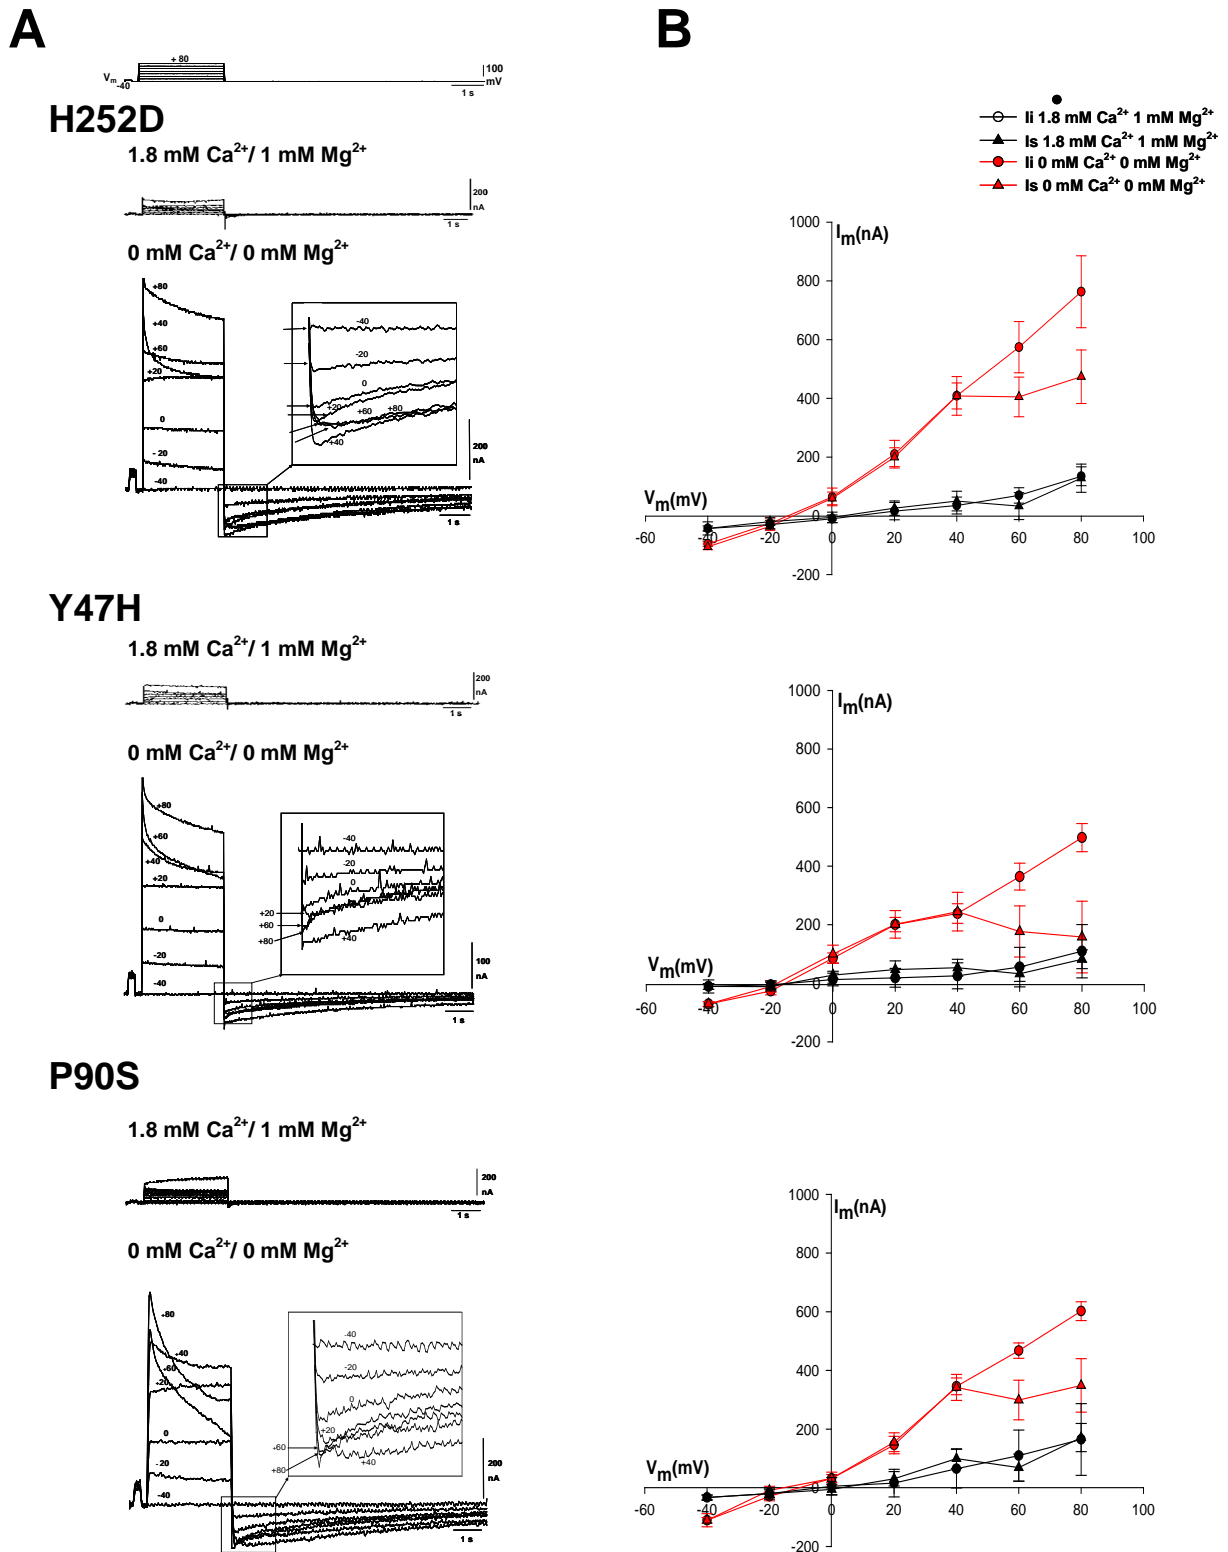 A
B
+ 80
Vm
-40
100
mV
1 s
H252D
1.8 mM Ca2+/ 1 mM Mg2+
200
nA
1 s
0 mM Ca2+/ 0 mM Mg2+
+80
+40
+60
+20
0
- 20
-40
-40
-20
0
+20
+60
+80
+40
200
nA
1 s
Ii 1.8 mM Ca2+ 1 mM Mg2+
Is 1.8 mM Ca2+ 1 mM Mg2+
Ii 0 mM Ca2+ 0 mM Mg2+
Is 0 mM Ca2+ 0 mM Mg2+
1000
Im(nA)
800
600
400
200
Vm(mV)
0
-60
-40
-20
0
20
40
60
80
100
-200
Y47H
1.8 mM Ca2+/ 1 mM Mg2+
200
nA
1 s
0 mM Ca2+/ 0 mM Mg2+
+80
+60
+40
+20
0
-20
-40
-40
-20
0
+20
+60
+80
+40
100
nA
1 s
1000
Im(nA)
800
600
400
200
Vm(mV)
0
-60
-40
-20
0
20
40
60
80
100
-200
P90S
1.8 mM Ca2+/ 1 mM Mg2+
200
nA
1 s
0 mM Ca2+/ 0 mM Mg2+
+80
+40
+60
+20
0
- 20
-40
-40
-20
0
+20
+60
+80
+40
200
nA
1 s
1000
Im(nA)
800
600
400
200
Vm(mV)
0
-60
-40
-20
0
20
40
60
80
100
-200